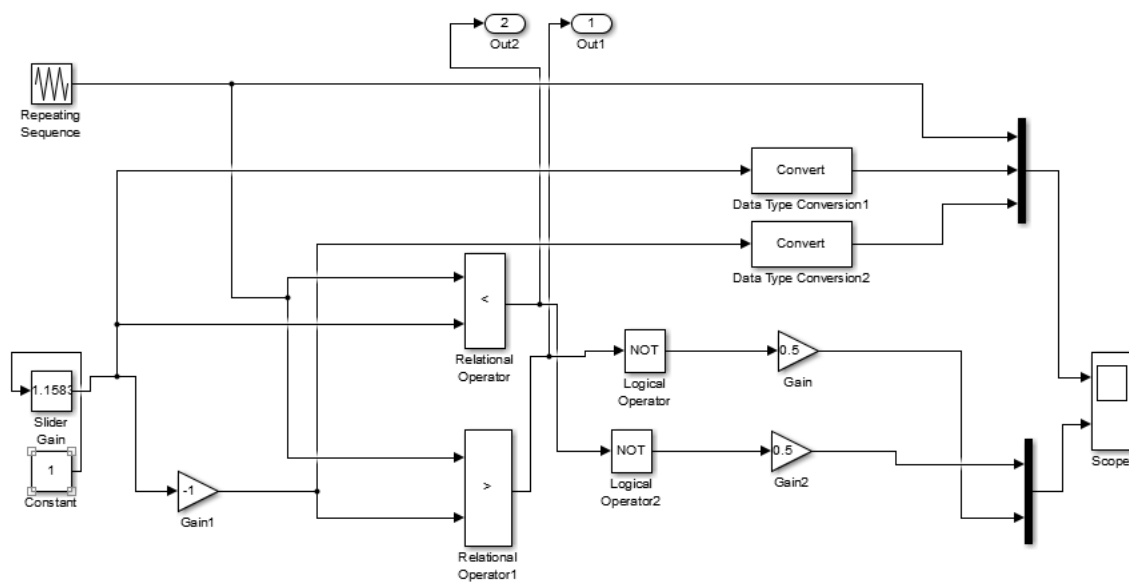 2
Out2
1
Out1
Repeating
Sequence
Convert
Data Type Conversion1
Convert
Data Type Conversion2
<
Relational
Operator
1.1583
Slider
Gain
1
Constant
-1
Gain1
>
Relational
Operator1
NOT
Logical
Operator
0.5
Gain
NOT
Logical
Operator2
0.5
Gain2
Scope